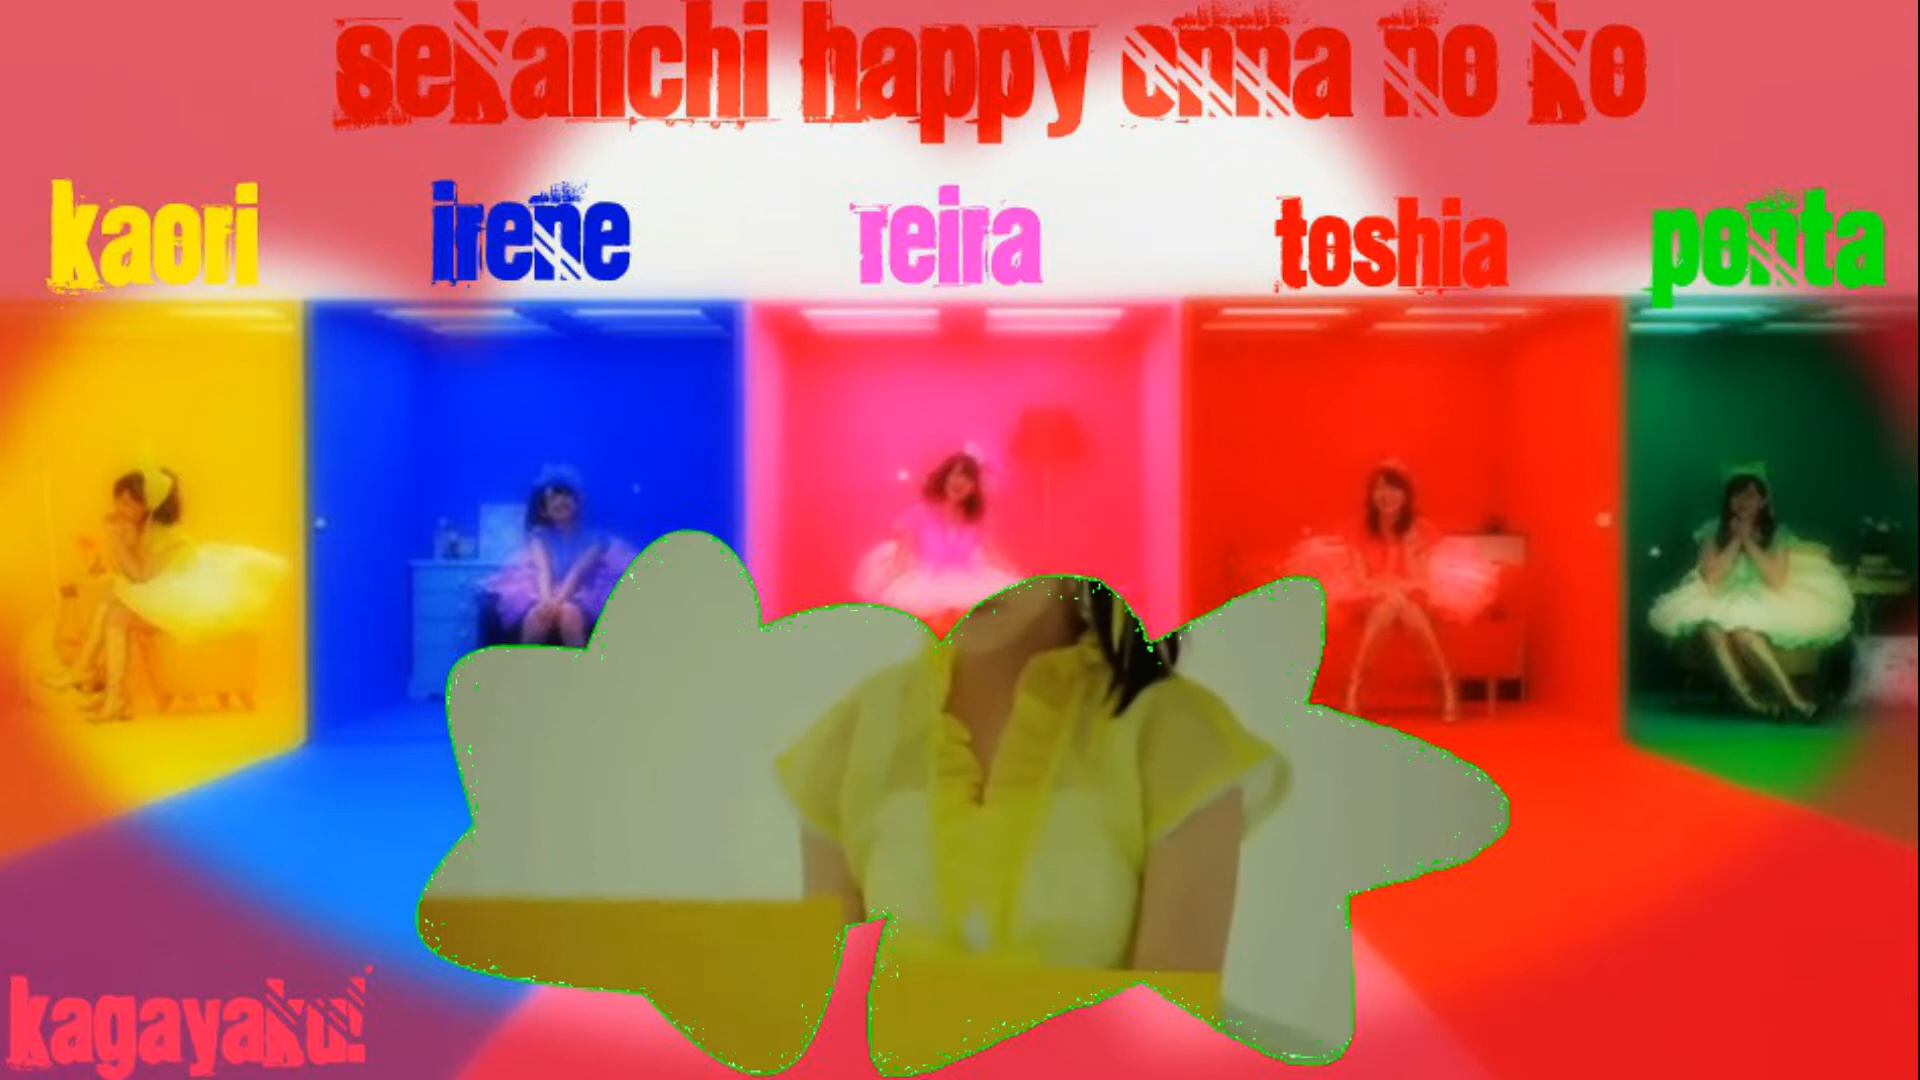 sekaiichi happy onna no ko
kaori irene reira toshia ponta
kagayaku!